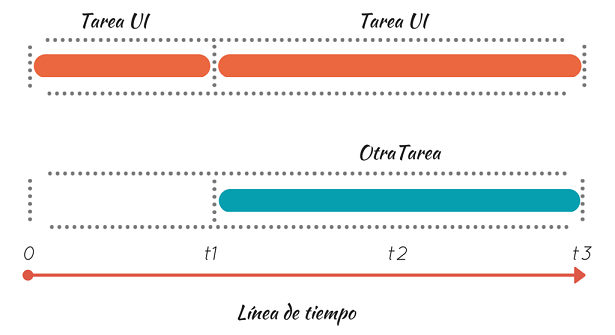 Tarea UI Tarea UI
OtraTarea
0 t1 t2 t3
Línea de tiempo